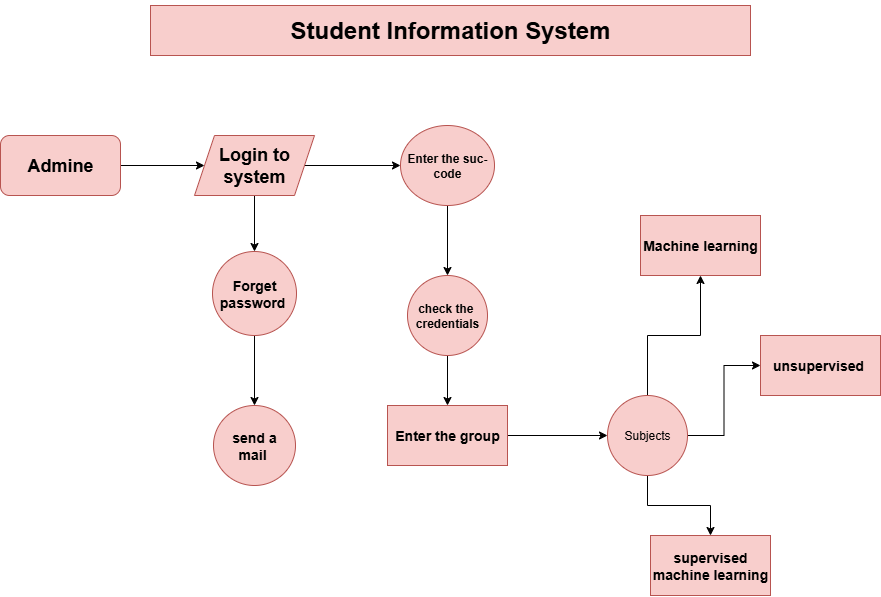 Student Information System
Admine
Login to
system
Enter the suc-
code
Forget
password
check the
credentials
send a
mail
Enter the group
Subjects
Machine learning
unsupervised
supervised
machine learning